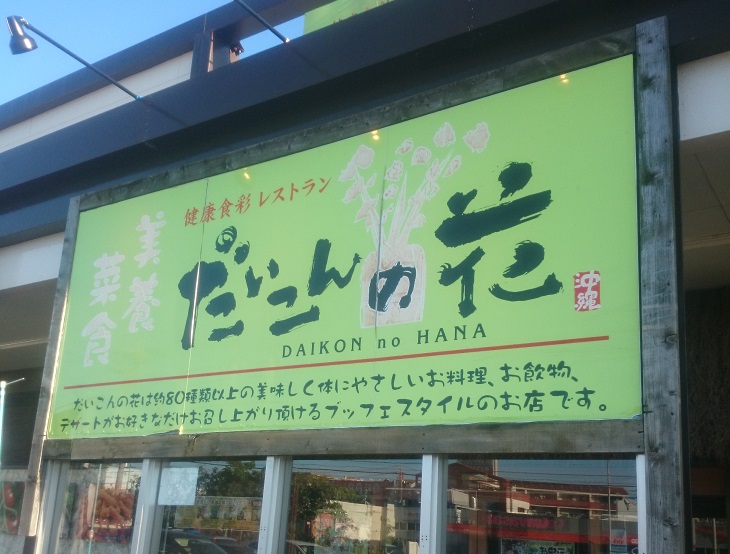 健康食彩レストラン
美養
菜食
だいこんの花
沖縄
DAIKON no HANA
だいこんの花は約80種類以上の美味しく体にやさしいお料理、お飲物、
デザートがお好きなだけお召し上がり頂けるブッフェスタイルのお店です。